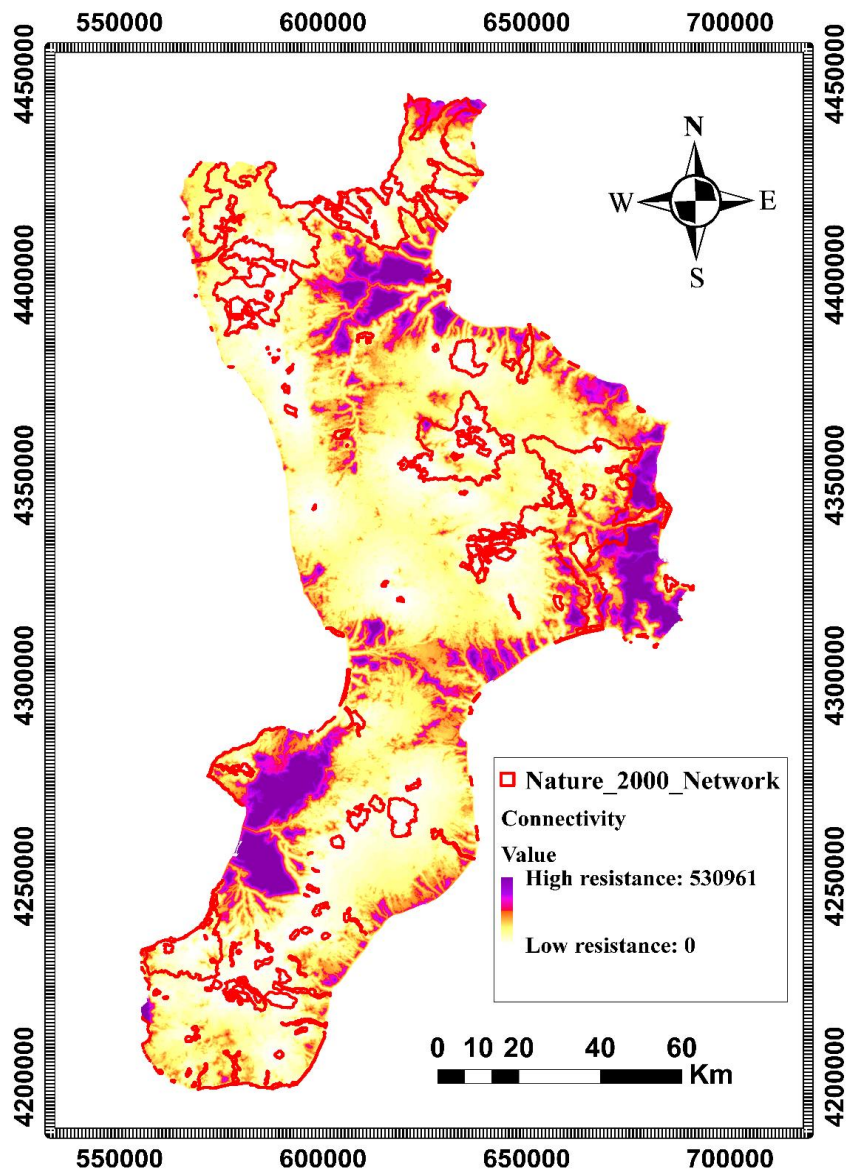 550000 600000 650000 700000
4450000 4450000
N
W E
S
4400000 4400000
4350000 4350000
4300000 4300000
Nature_2000_Network
Connectivity
Value
High resistance: 530961
Low resistance: 0
4250000 4250000
0 10 20 40 60
Km
4200000 4200000
550000 600000 650000 700000